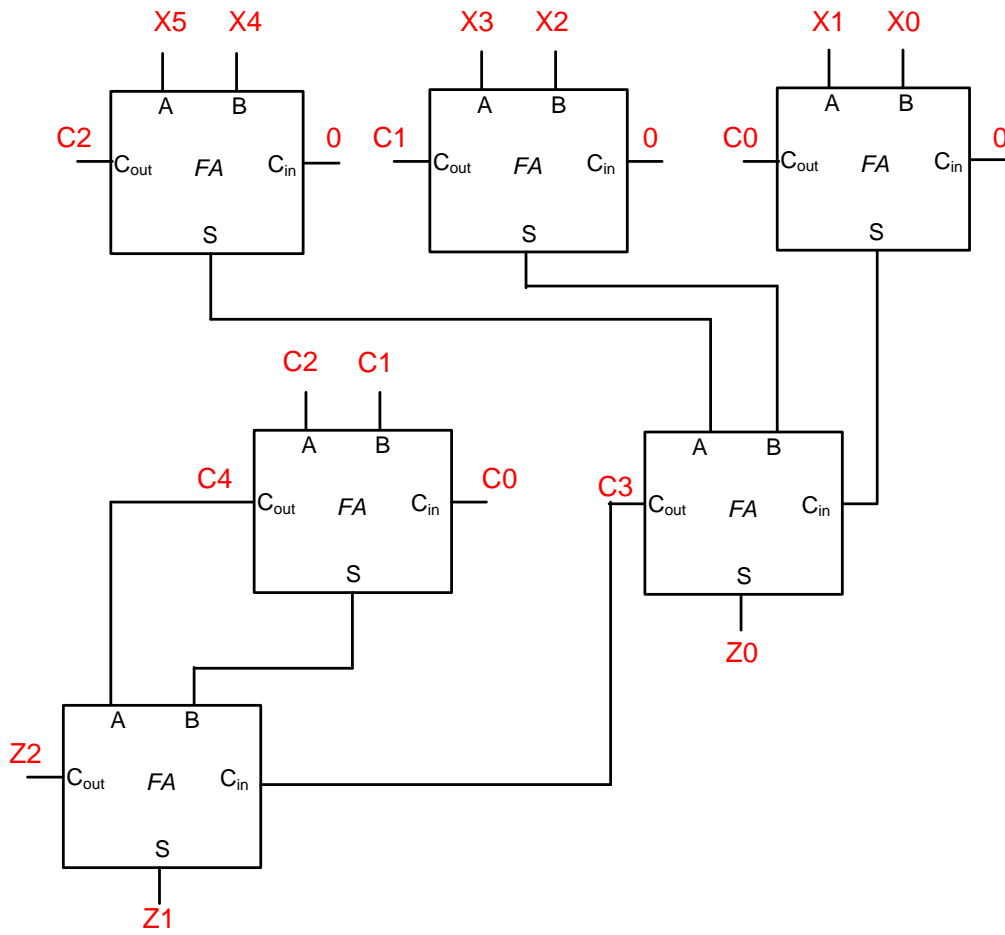 X5 X4 X3 X2 X1 X0
A B A B A B
C2 Cout FA Cin 0 C1 Cout FA Cin 0 C0 Cout FA Cin 0
S S S
C2 C1
A B A B
C4 Cout FA Cin C0 C3 Cout FA Cin
S S
Z0
A B
Z2 Cout FA Cin
S
Z1